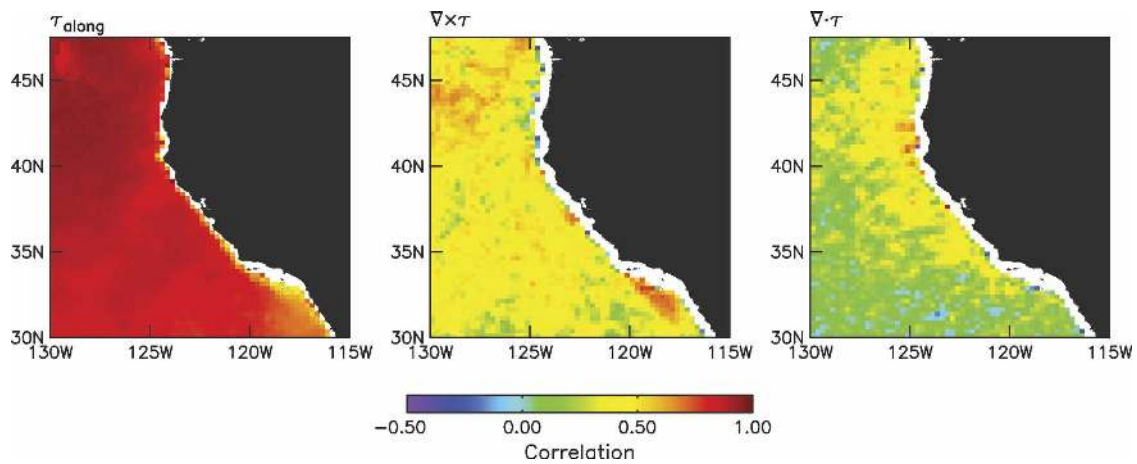 τalong
∇×τ
∇·τ
45N 45N 45N
40N 40N 40N
35N 35N 35N
30N 30N 30N
130W 125W 120W 115W 130W 125W 120W 115W 130W 125W 120W 115W
−0.50 0.00 0.50 1.00
Correlation